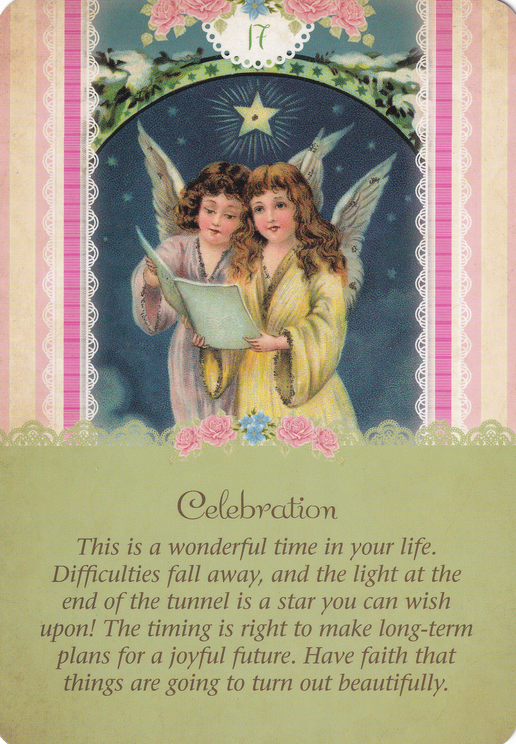 17
Celebration
This is a wonderful time in your life.
Difficulties fall away, and the light at the
end of the tunnel is a star you can wish
upon! The timing is right to make long-term
plans for a joyful future. Have faith that
things are going to turn out beautifully.